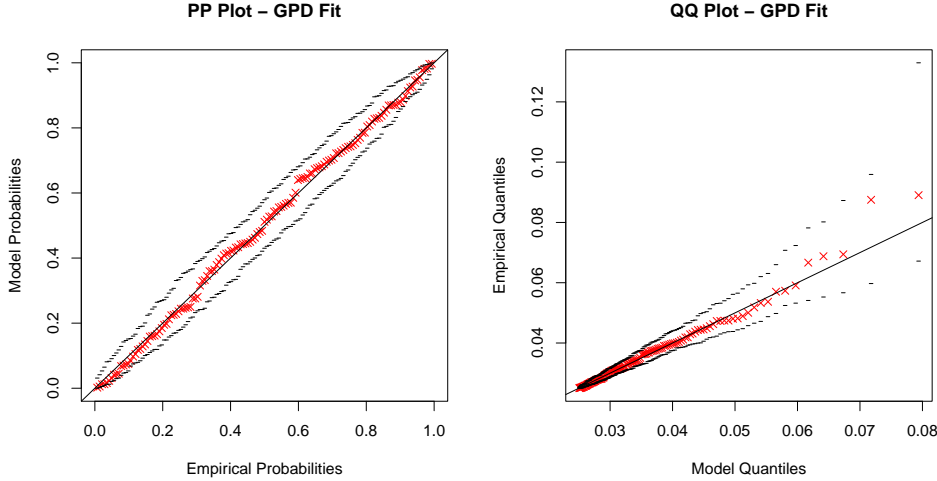 PP Plot – GPD Fit
Model Probabilities
1.0
0.8
0.6
0.4
0.2
0.0
0.0 0.2 0.4 0.6 0.8 1.0
Empirical Probabilities
QQ Plot – GPD Fit
Empirical Quantiles
0.12
0.10
0.08
0.06
0.04
0.03 0.04 0.05 0.06 0.07 0.08
Model Quantiles